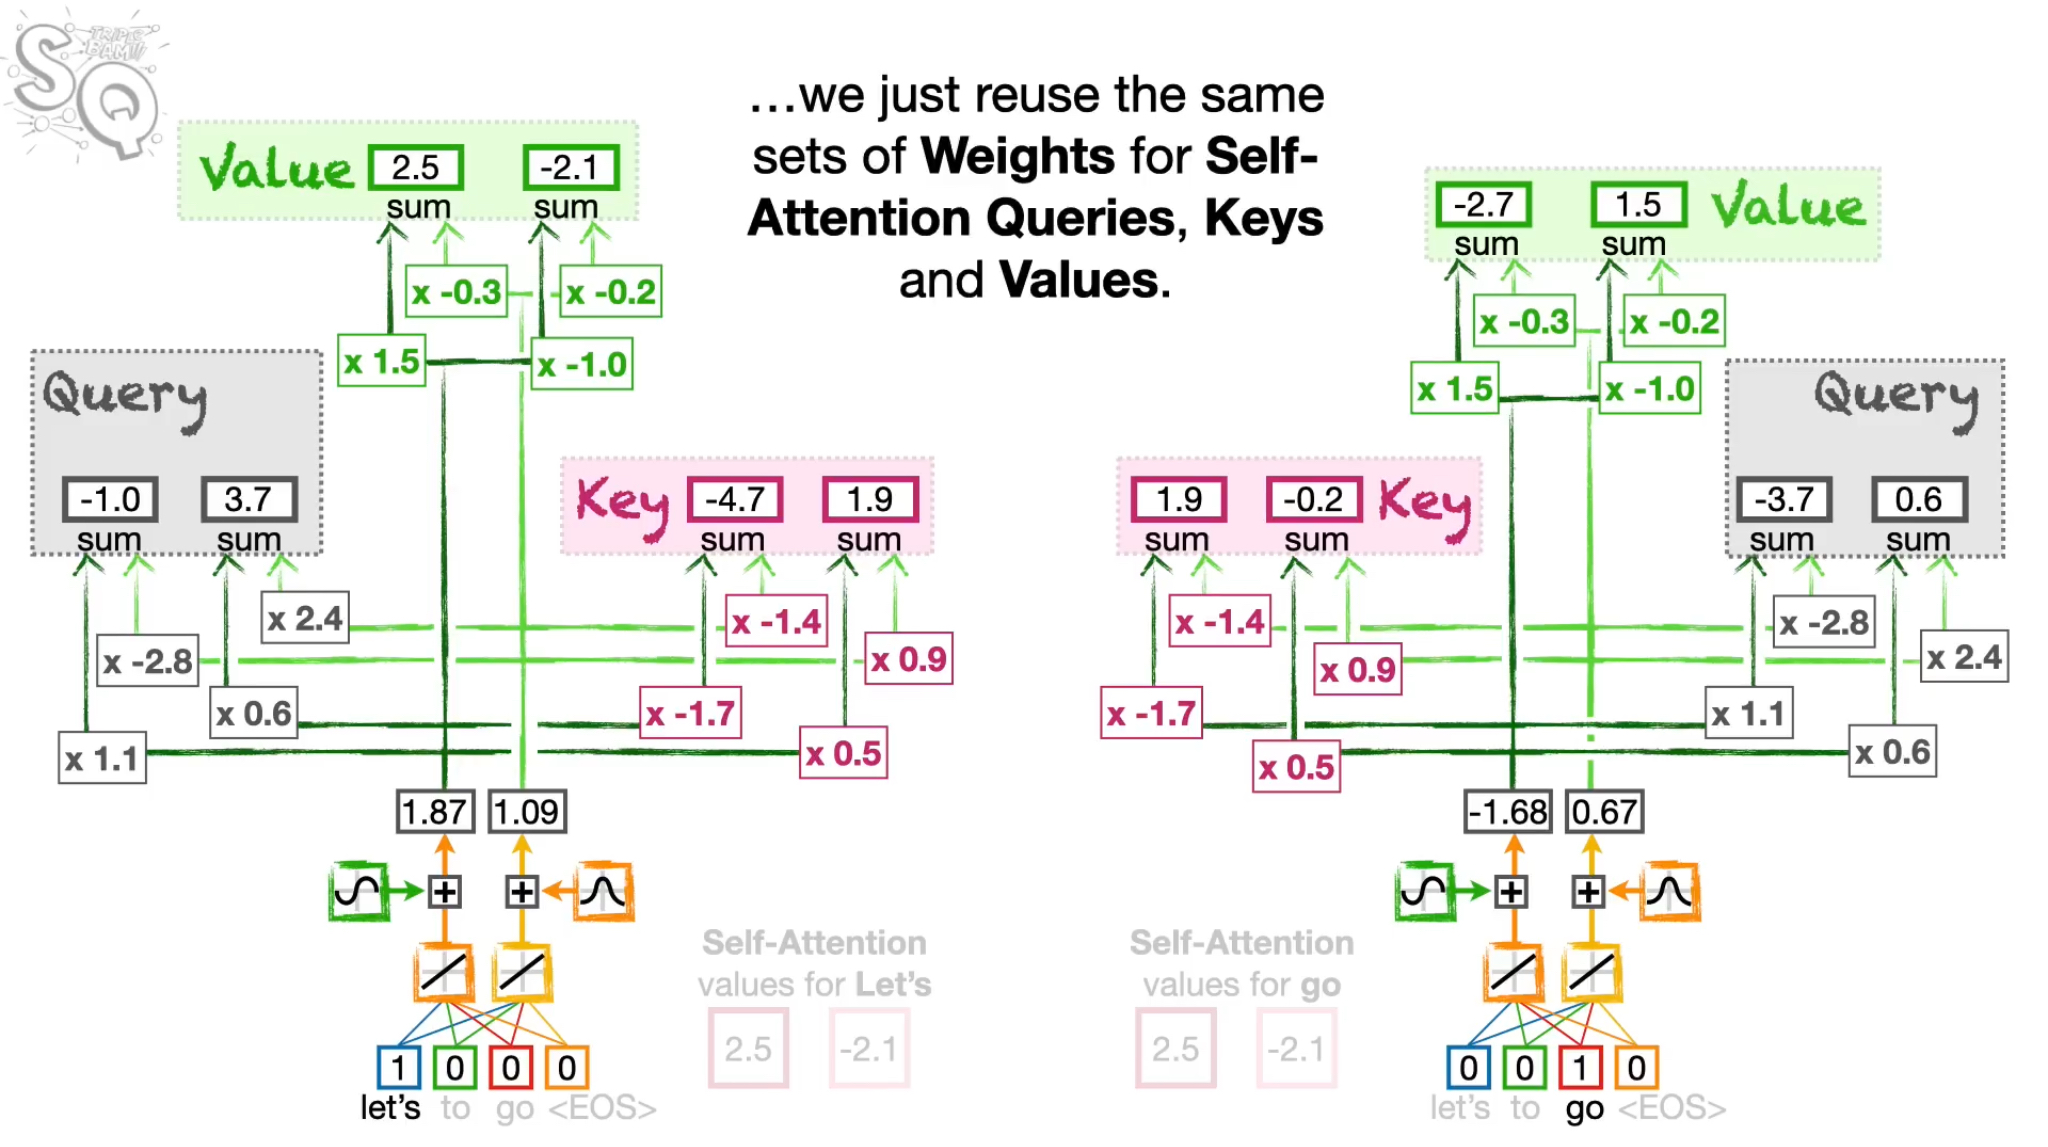 SQ
TRIPLE
BAM!!!
…we just reuse the same
sets of Weights for Self-
Attention Queries, Keys
and Values.
Value 2.5 -2.1
sum sum
x -0.3 x -0.2
x 1.5 x -1.0
Query
-1.0 3.7
sum sum
Key -4.7 1.9
sum sum
x 2.4 x -1.4
x -2.8 x 0.9
x 0.6 x -1.7
x 1.1 x 0.5
1.87 1.09
+ +
1 0 0 0
let's to go <EOS>
Self-Attention
values for Let's
2.5 -2.1
-2.7 1.5 Value
sum sum
x -0.3 x -0.2
x 1.5 x -1.0
1.9 -0.2 Key
sum sum
Query
-3.7 0.6
sum sum
x -1.4 x -2.8
x 0.9 x 2.4
x -1.7 x 1.1
x 0.5 x 0.6
-1.68 0.67
+ +
Self-Attention
values for go
2.5 -2.1
0 0 1 0
let's to go <EOS>